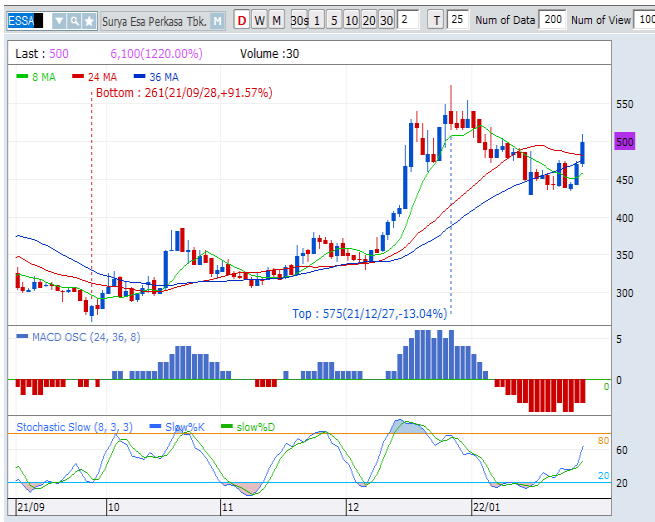 ESSA Surya Esa Perkasa Tbk. M D W M 30s 1 5 10 20 30 2 T 25 Num of Data 200 Num of View 100
Last : 500 6,100(1220.00%) Volume :30
8 MA 24 MA 36 MA
Bottom : 261(21/09/28,+91.57%)
550
500
450
400
350
300
Top : 575(21/12/27,-13.04%)
MACD OSC (24, 36, 8)
5
0 0
Stochastic Slow (8, 3, 3) Slow%K slow%D
80
60
20
20
21/09 10 11 12 22/01